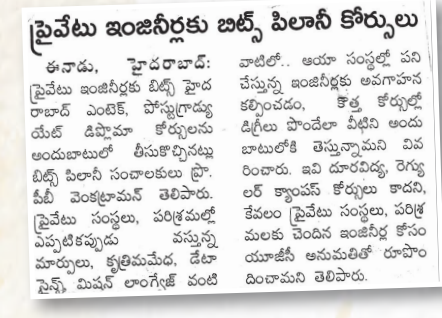 ప్రైవేటు ఇంజినీర్లకు బిట్స్ పిలానీ కోర్సులు
ఈనాడు, హైదరాబాద్:
ప్రైవేటు ఇంజినీర్లకు బిట్స్ హైద
రాబాద్ ఎంటెక్, పోస్టుగ్రాడ్యు
యేట్ డిప్లొమా కోర్సులను
అందుబాటులో తీసుకొచ్చినట్లు
బిట్స్ పిలానీ సంచాలకులు ప్రొ.
పీబీ వెంకట్రామన్ తెలిపారు.
ప్రైవేటు సంస్థలు, పరిశ్రమల్లో
ఎప్పటికప్పుడు వస్తున్న
మార్పులు, కృత్రిమమేధ, డేటా
సైన్స్, మిషన్ లాంగ్వేజ్ వంటి
వాటిలో.. ఆయా సంస్థల్లో పని
చేస్తున్న ఇంజినీర్లకు అవగాహన
కల్పించడం, కొత్త కోర్సుల్లో
డిగ్రీలు పొందేలా వీటిని అందు
బాటులోకి తెస్తున్నామని వివ
రించారు. ఇవి దూరవిద్య, రెగ్యు
లర్ క్యాంపస్ కోర్సులు కాదని,
కేవలం ప్రైవేటు సంస్థలు, పరిశ్ర
మలకు చెందిన ఇంజినీర్ల కోసం
యూజీసీ అనుమతితో రూపొం
దించామని తెలిపారు.